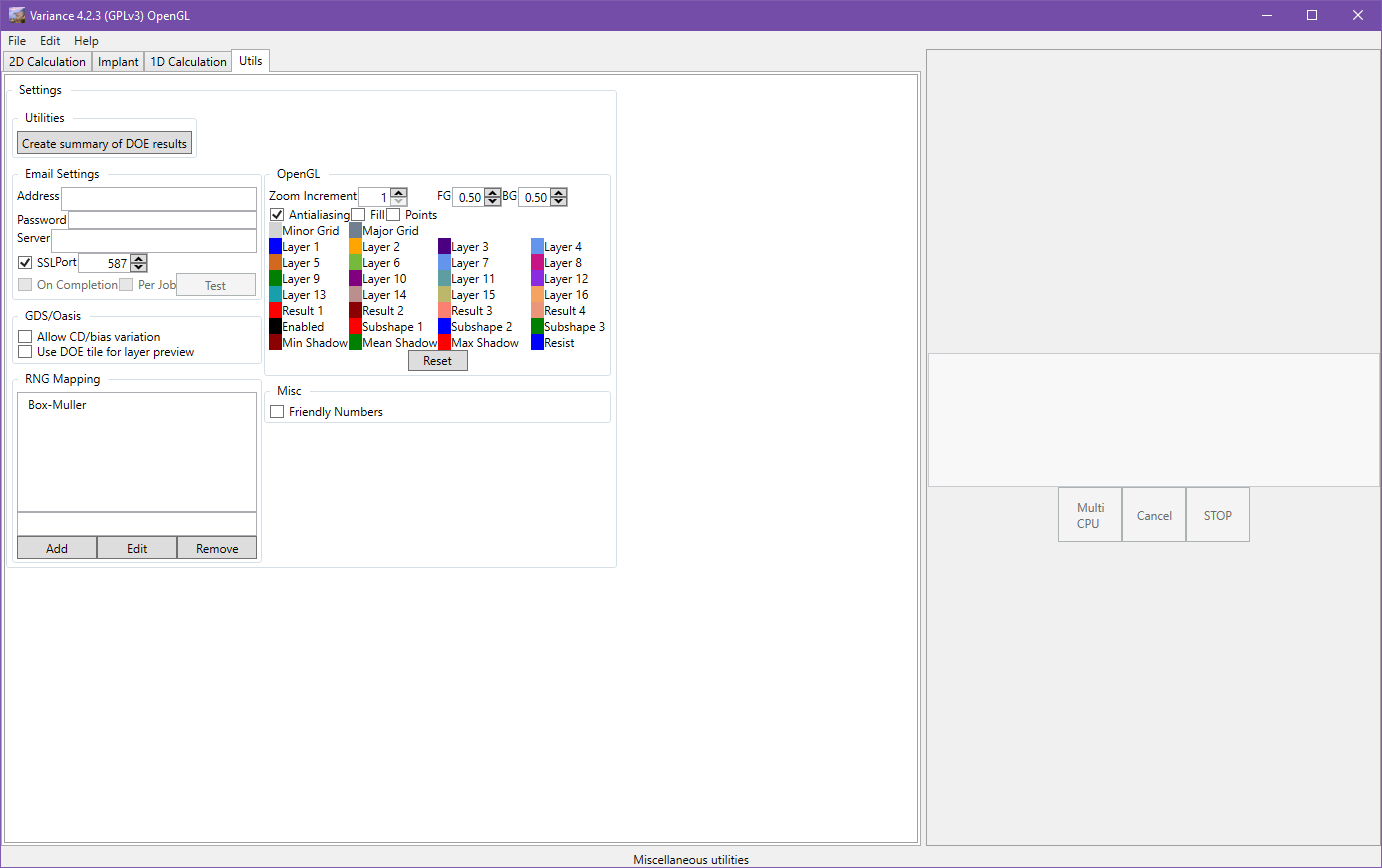 Variance 4.2.3 (GPLv3) OpenGL
File Edit Help
2D Calculation Implant 1D Calculation Utils
Settings
Utilities
Create summary of DOE results
Email Settings
Address
Password
Server
SSL Port 587
On Completion Per Job Test
GDS/Oasis
Allow CD/bias variation
Use DOE tile for layer preview
RNG Mapping
Box-Muller
Add Edit Remove
OpenGL
Zoom Increment 1 FG 0.50 BG 0.50
Antialiasing Fill Points
Minor Grid Major Grid
Layer 1 Layer 2 Layer 3 Layer 4
Layer 5 Layer 6 Layer 7 Layer 8
Layer 9 Layer 10 Layer 11 Layer 12
Layer 13 Layer 14 Layer 15 Layer 16
Result 1 Result 2 Result 3 Result 4
Enabled Subshape 1 Subshape 2 Subshape 3
Min Shadow Mean Shadow Max Shadow Resist
Reset
Misc
Friendly Numbers
Multi
CPU
Cancel
STOP
Miscellaneous utilities